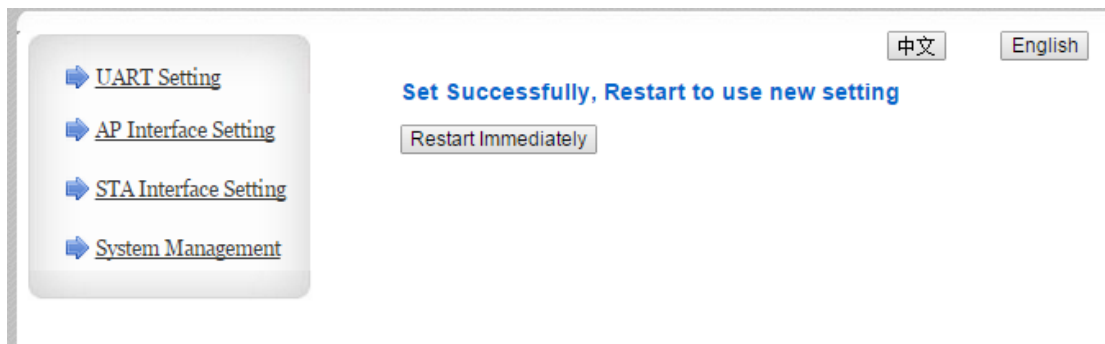 中文
English
UART Setting
AP Interface Setting
STA Interface Setting
System Management
Set Successfully, Restart to use new setting
Restart Immediately